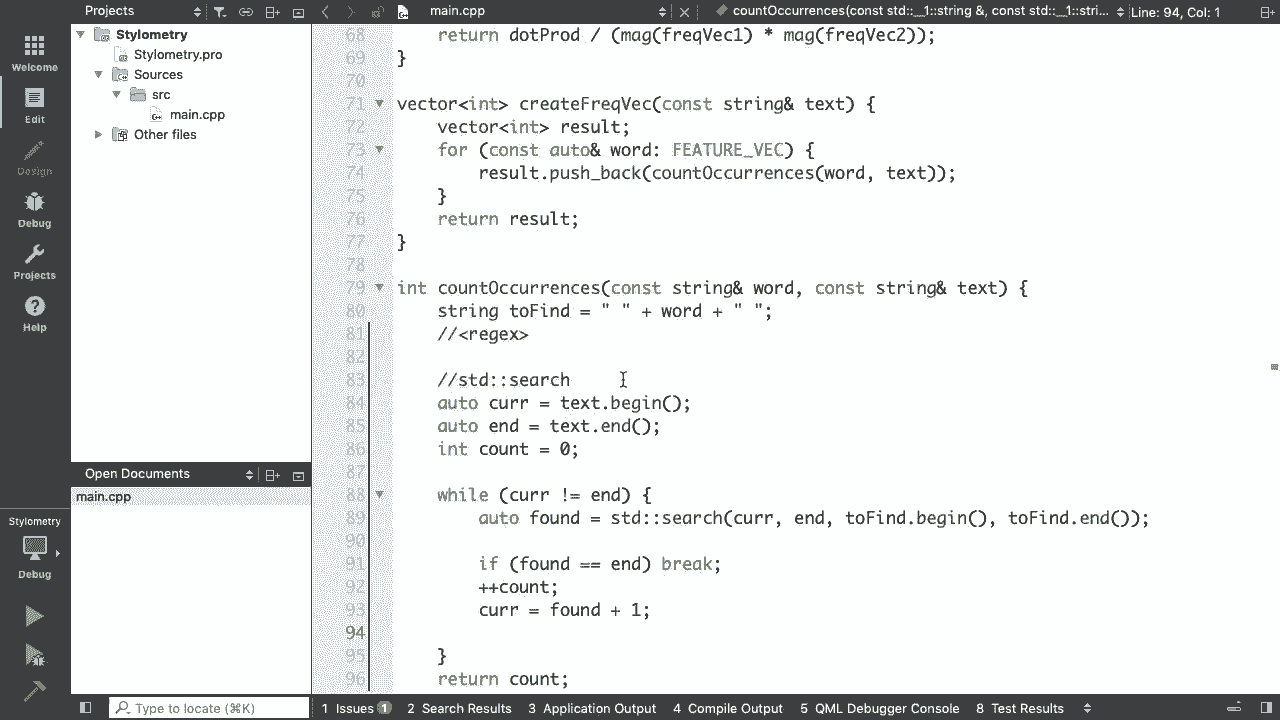 Projects
main.cpp
countOccurrences(const std::__1::string &, const std::__1::stri...
Line: 94, Col: 1
Welcome
Edit
Design
Debug
Projects
Help
Stylometry
Debug
Stylometry
Stylometry.pro
Sources
src
main.cpp
Other files
Open Documents
main.cpp
68 return dotProd / (mag(freqVec1) * mag(freqVec2));
69 }
70
71 vector<int> createFreqVec(const string& text) {
72 vector<int> result;
73 for (const auto& word: FEATURE_VEC) {
74 result.push_back(countOccurrences(word, text));
75 }
76 return result;
77 }
78
79 int countOccurrences(const string& word, const string& text) {
80 string toFind = " " + word + " ";
81 //<regex>
82
83 //std::search
84 auto curr = text.begin();
85 auto end = text.end();
86 int count = 0;
87
88 while (curr != end) {
89 auto found = std::search(curr, end, toFind.begin(), toFind.end());
90
91 if (found == end) break;
92 ++count;
93 curr = found + 1;
94
95 }
96 return count;
Type to locate (⌘K)
1 Issues 1
2 Search Results
3 Application Output
4 Compile Output
5 QML Debugger Console
8 Test Results